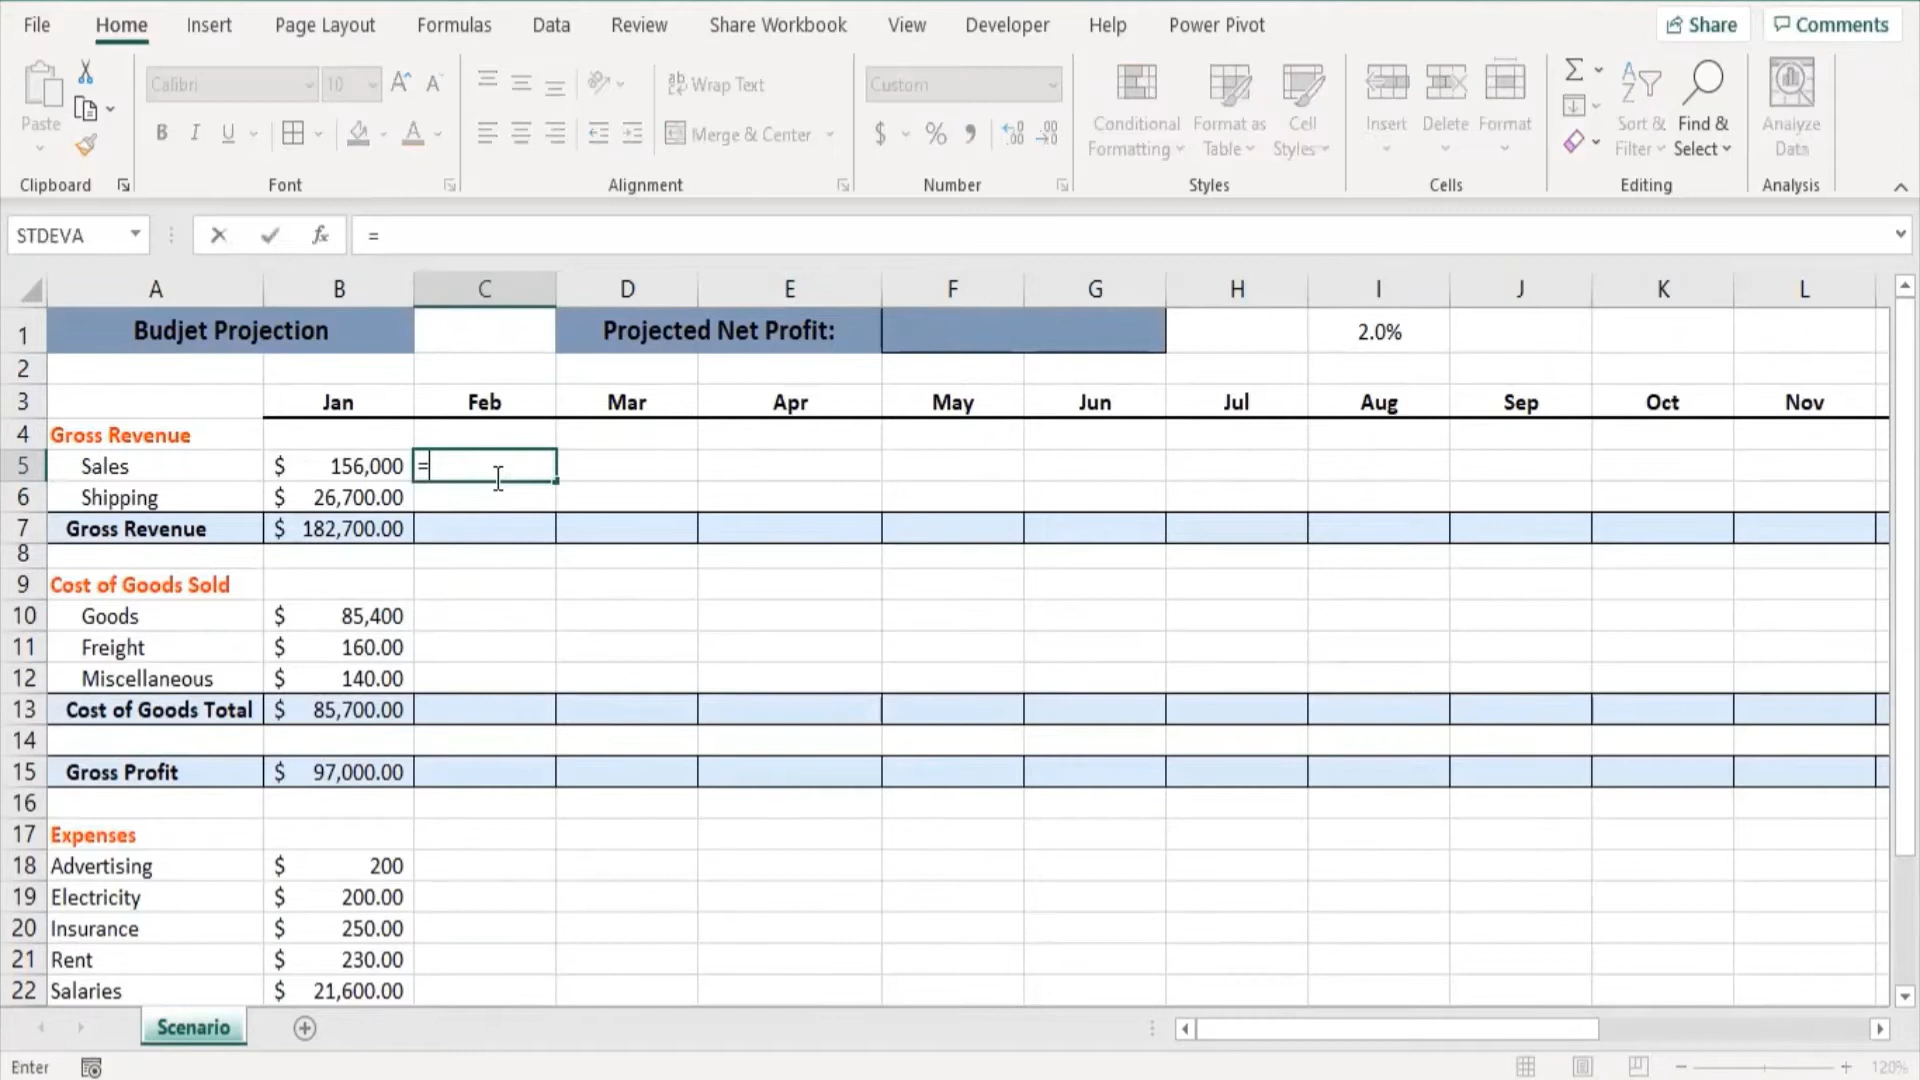 File Home Insert Page Layout Formulas Data Review Share Workbook View Developer Help Power Pivot Share Comments
Calibri 10 Wrap Text Custom
Paste B I U Merge & Center $ % Conditional Formatting Format as Table Cell Styles Insert Delete Format Sort & Filter Find & Select Analyze Data
Clipboard Font Alignment Number Styles Cells Editing Analysis
STDEVA fx =
A B C D E F G H I J K L
1 Budjet Projection Projected Net Profit: 2.0%
2
3 Jan Feb Mar Apr May Jun Jul Aug Sep Oct Nov
4 Gross Revenue
5 Sales $ 156,000 =
6 Shipping $ 26,700.00
7 Gross Revenue $ 182,700.00
8
9 Cost of Goods Sold
10 Goods $ 85,400
11 Freight $ 160.00
12 Miscellaneous $ 140.00
13 Cost of Goods Total $ 85,700.00
14
15 Gross Profit $ 97,000.00
16
17 Expenses
18 Advertising $ 200
19 Electricity $ 200.00
20 Insurance $ 250.00
21 Rent $ 230.00
22 Salaries $ 21,600.00
Scenario
Enter 120%